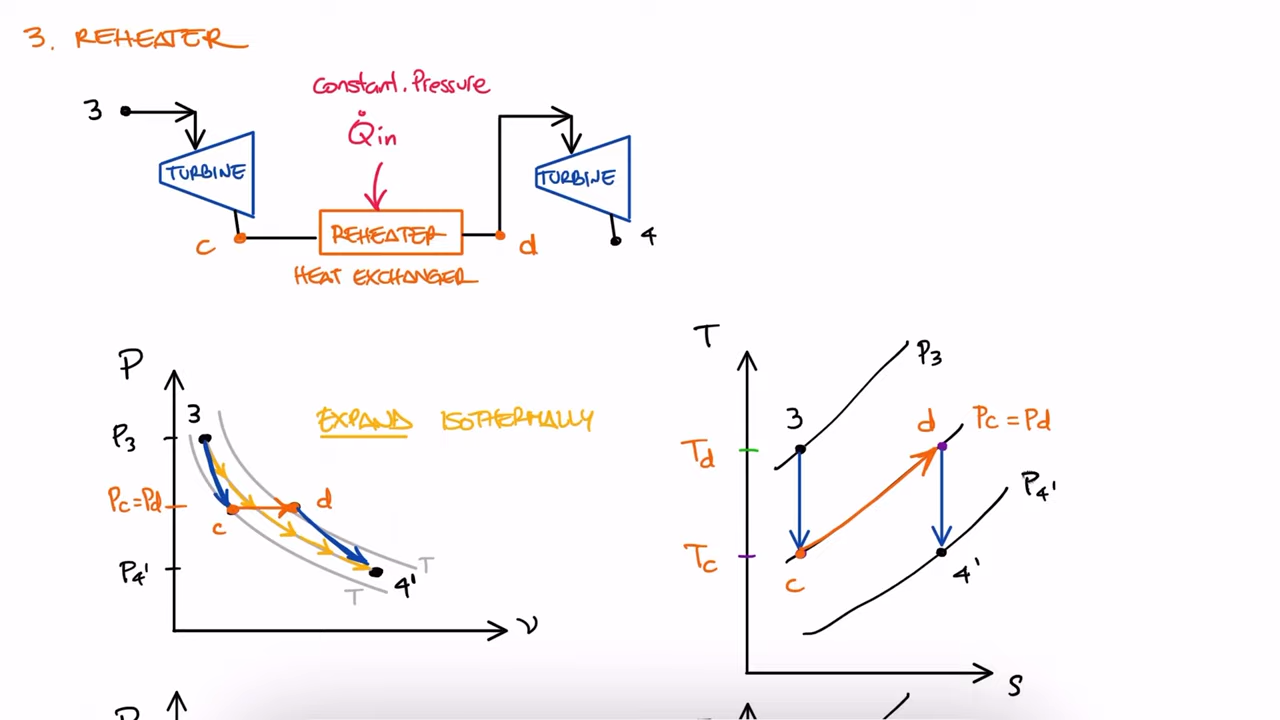 3. REHEATER
Constant. Pressure
Q̇in
3
TURBINE
TURBINE
REHEATER
c
d
4
HEAT EXCHANGER
P
3
EXPAND ISOTHERMALLY
P3
Pc = Pd
d
c
P4'
T
T
4'
ν
T
P3
3
d
Pc = Pd
Td
P4'
Tc
c
4'
s
P